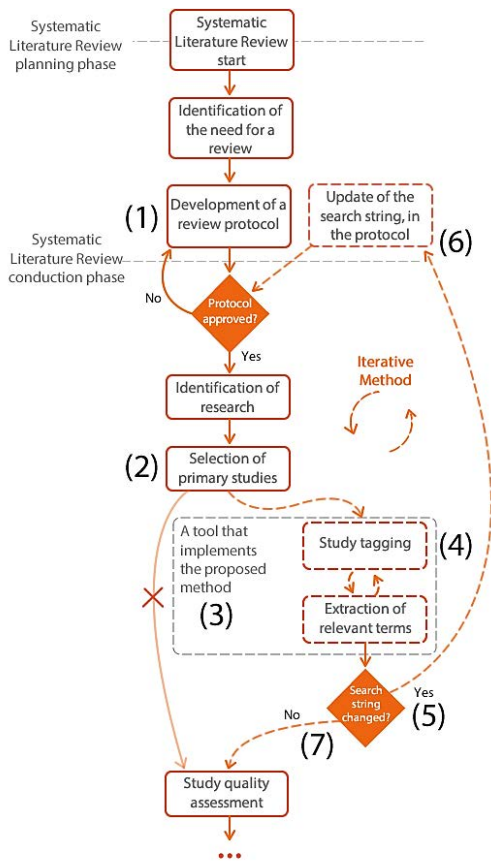 Systematic
Literature Review
planning phase
Systematic
Literature Review
start
Identification of
the need for a
review
(1)
Development of a
review protocol
Update of the
search string, in
the protocol
(6)
Systematic
Literature Review
conduction phase
No
Protocol
approved?
Yes
Identification of
research
Iterative
Method
(2)
Selection of
primary studies
A tool that
implements
the proposed
method
(3)
Study tagging
(4)
Extraction of
relevant terms
Search
string
changed?
Yes
(5)
No
(7)
Study quality
assessment
...